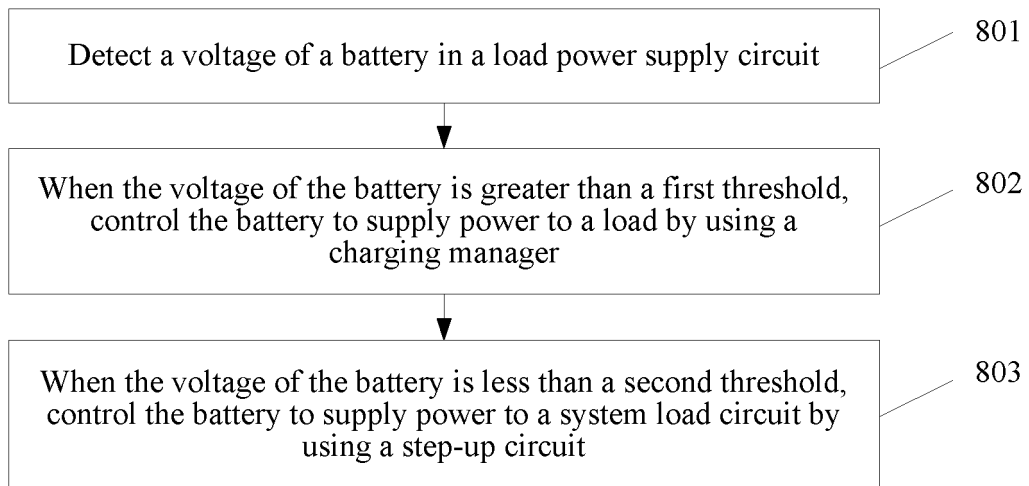 Detect a voltage of a battery in a load power supply circuit
801
When the voltage of the battery is greater than a first threshold,
control the battery to supply power to a load by using a
charging manager
802
When the voltage of the battery is less than a second threshold,
control the battery to supply power to a system load circuit by
using a step-up circuit
803